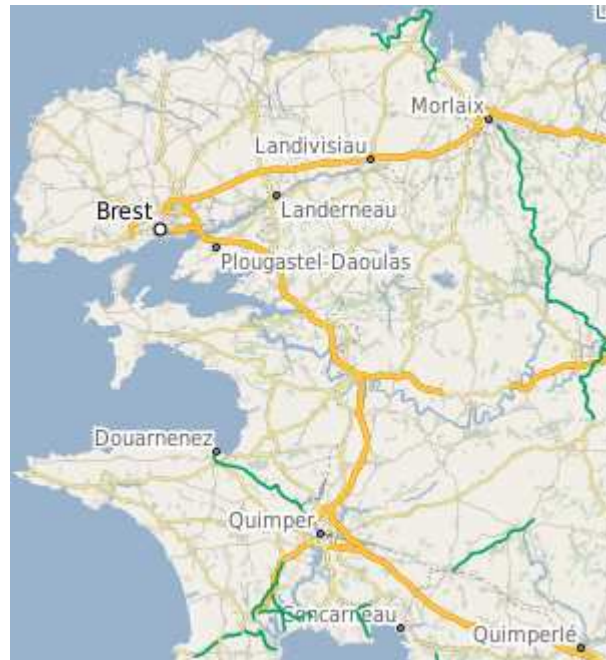 Morlaix
Landivisiau
Landerneau
Brest
Plougastel-Daoulas
Douarnenez
Quimper
Concarneau
Quimperlé